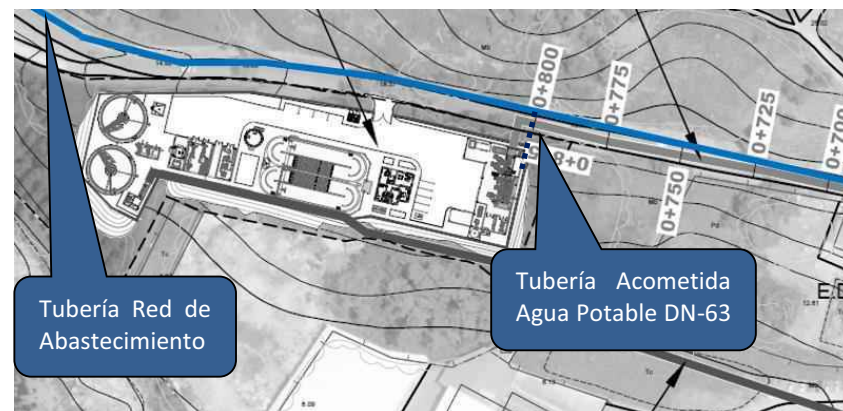 0+800
0+775
0+725
0+700
0+750
Tubería Red de
Abastecimiento
Tubería Acometida
Agua Potable DN-63